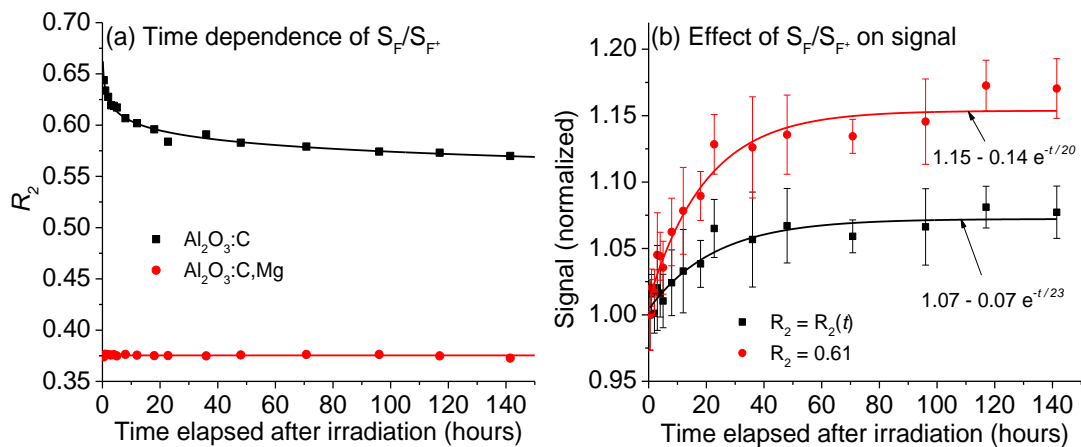 (a) Time dependence of S_F/S_F+
0.70
0.65
0.60
0.55
0.50
0.45
0.40
0.35
R₂
Al₂O₃:C
Al₂O₃:C,Mg
0 20 40 60 80 100 120 140
Time elapsed after irradiation (hours)
(b) Effect of S_F/S_F+ on signal
1.20
1.15
1.10
1.05
1.00
0.95
Signal (normalized)
1.15 - 0.14 e^-t/20
1.07 - 0.07 e^-t/23
R₂ = R₂(t)
R₂ = 0.61
0 20 40 60 80 100 120 140
Time elapsed after irradiation (hours)